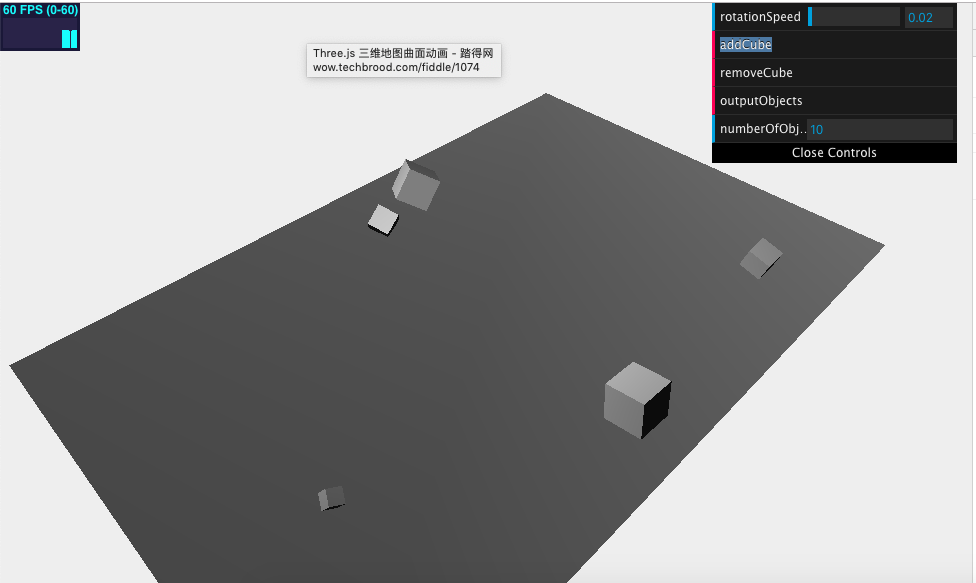 60 FPS (0-60)
Three.js 三维地图曲面动画 - 踏得网
wow.techbrood.com/fiddle/1074
rotationSpeed 0.02
addCube
removeCube
outputObjects
numberOfObj.. 10
Close Controls